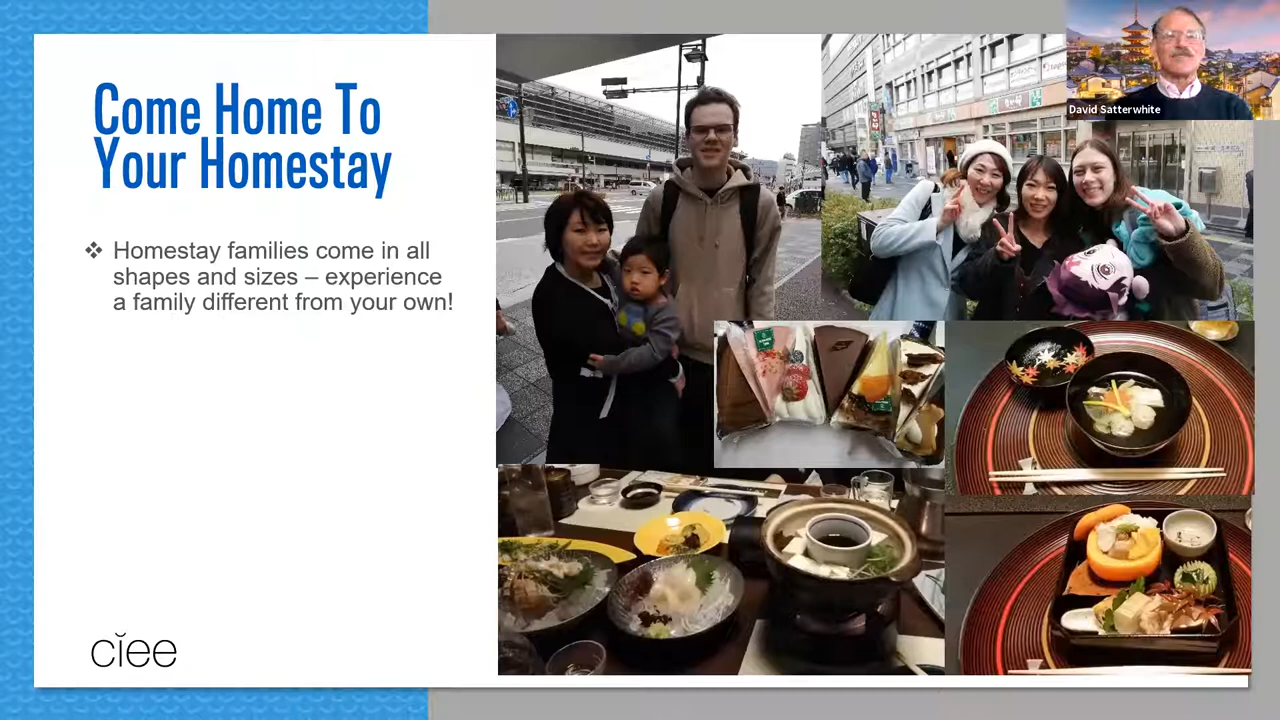 Come Home To
Your Homestay
❖ Homestay families come in all
shapes and sizes – experience
a family different from your own!
ciee
David Satterwhite